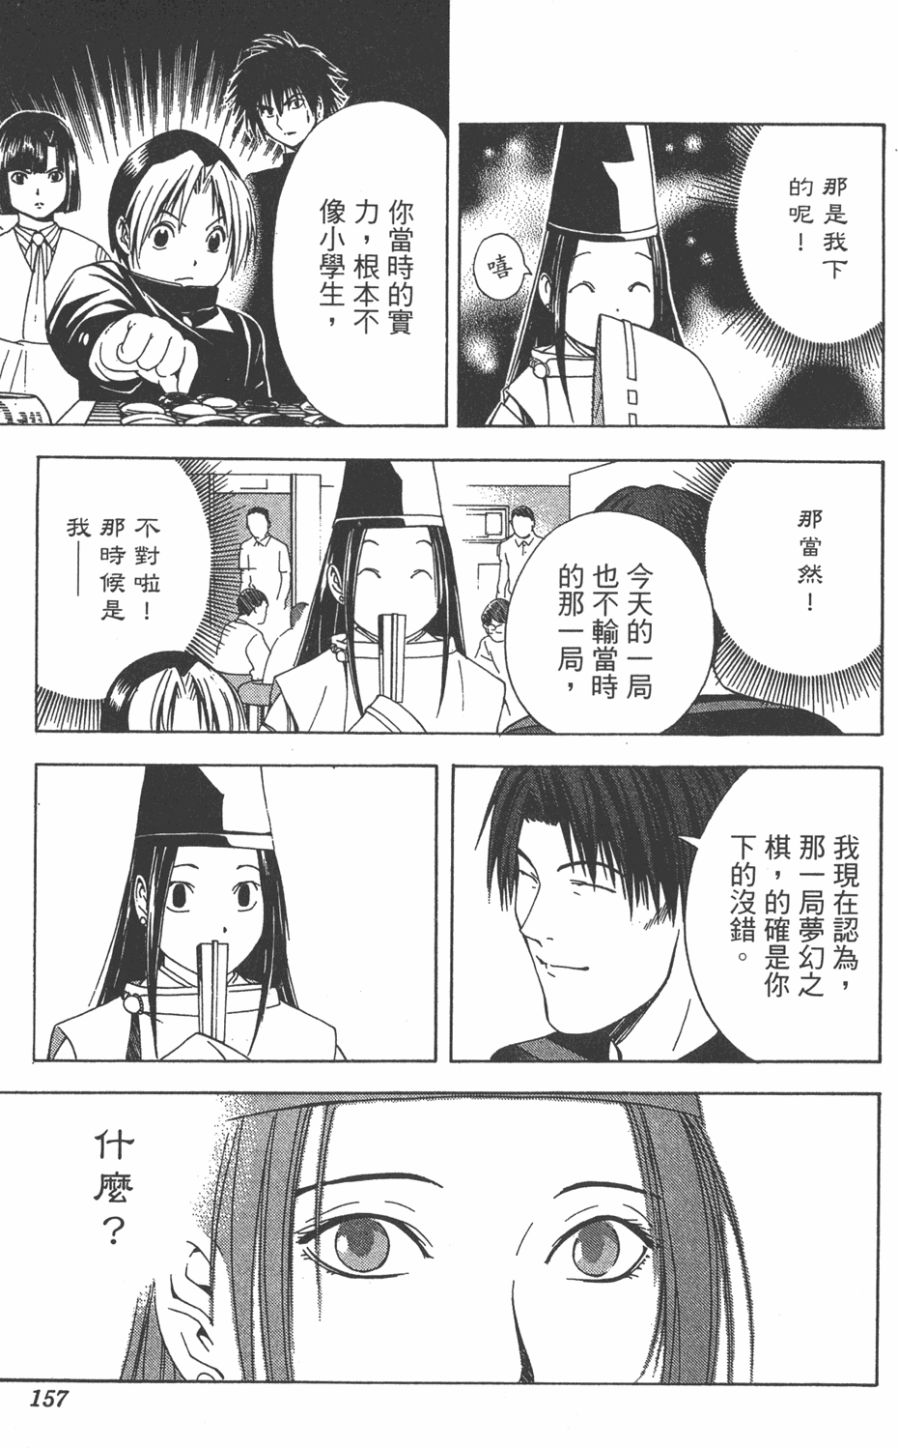 那是我下
的呢！
嘻
你當時的實
力，根本不
像小學生，
那當然！
今天的一局
也不輸當時
的那一局，
不對啦！
那時候是
我——
我現在認為，
那一局夢幻之
棋，的確是你
下的沒錯。
什麼？
157